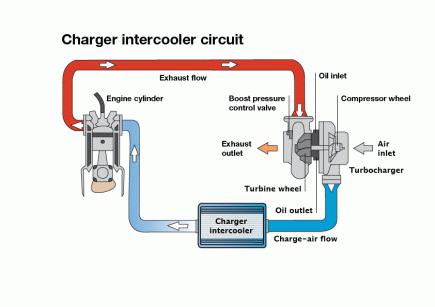 Charger intercooler circuit
Exhaust flow
Oil inlet
Engine cylinder
Boost pressure
control valve
Compressor wheel
Exhaust
outlet
Air
inlet
Turbocharger
Turbine wheel
Oil outlet
Charger
intercooler
Charge-air flow